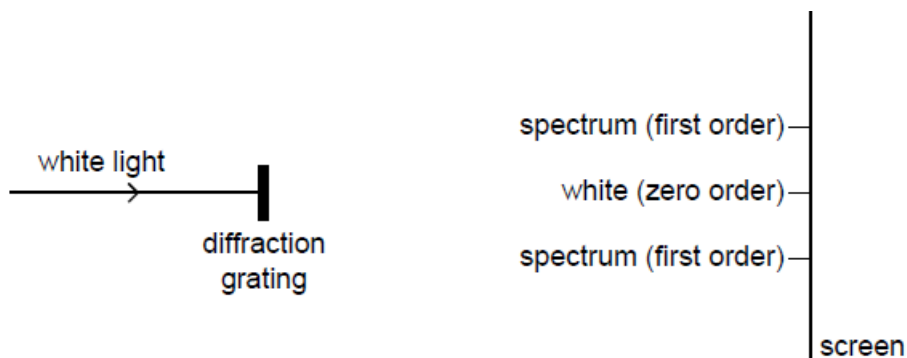 spectrum (first order)
white light
white (zero order)
diffraction
grating
spectrum (first order)
screen